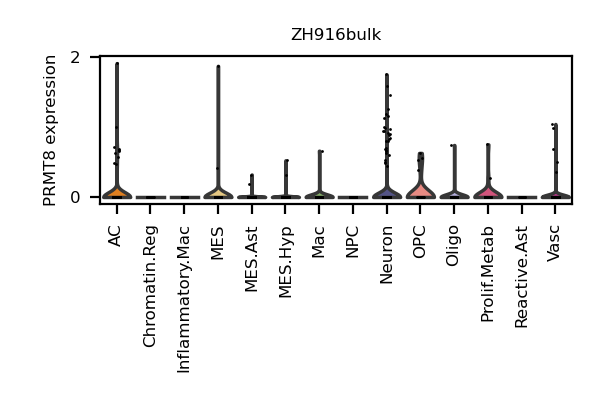 ZH916bulk
PRMT8 expression
2
0
AC
Chromatin.Reg
Inflammatory.Mac
MES
MES.Ast
MES.Hyp
Mac
NPC
Neuron
OPC
Oligo
Prolif.Metab
Reactive.Ast
Vasc